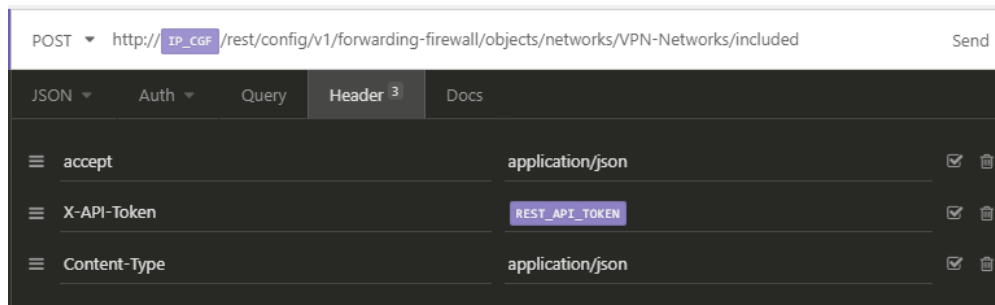 POST http:// IP_CGF /rest/config/v1/forwarding-firewall/objects/networks/VPN-Networks/included Send
JSON Auth Query Header 3 Docs
accept application/json
X-API-Token REST_API_TOKEN
Content-Type application/json